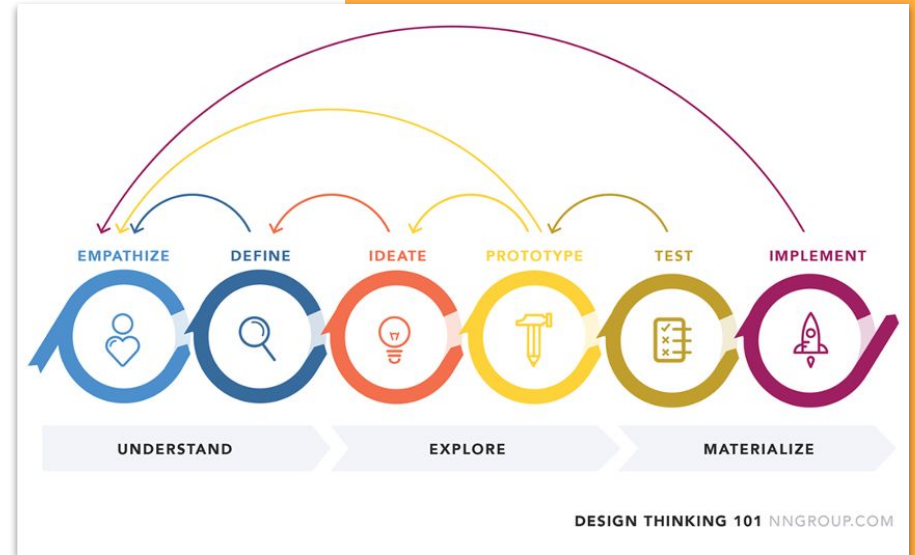 EMPATHIZE DEFINE IDEATE PROTOTYPE TEST IMPLEMENT
UNDERSTAND EXPLORE MATERIALIZE
DESIGN THINKING 101 NNGROUP.COM